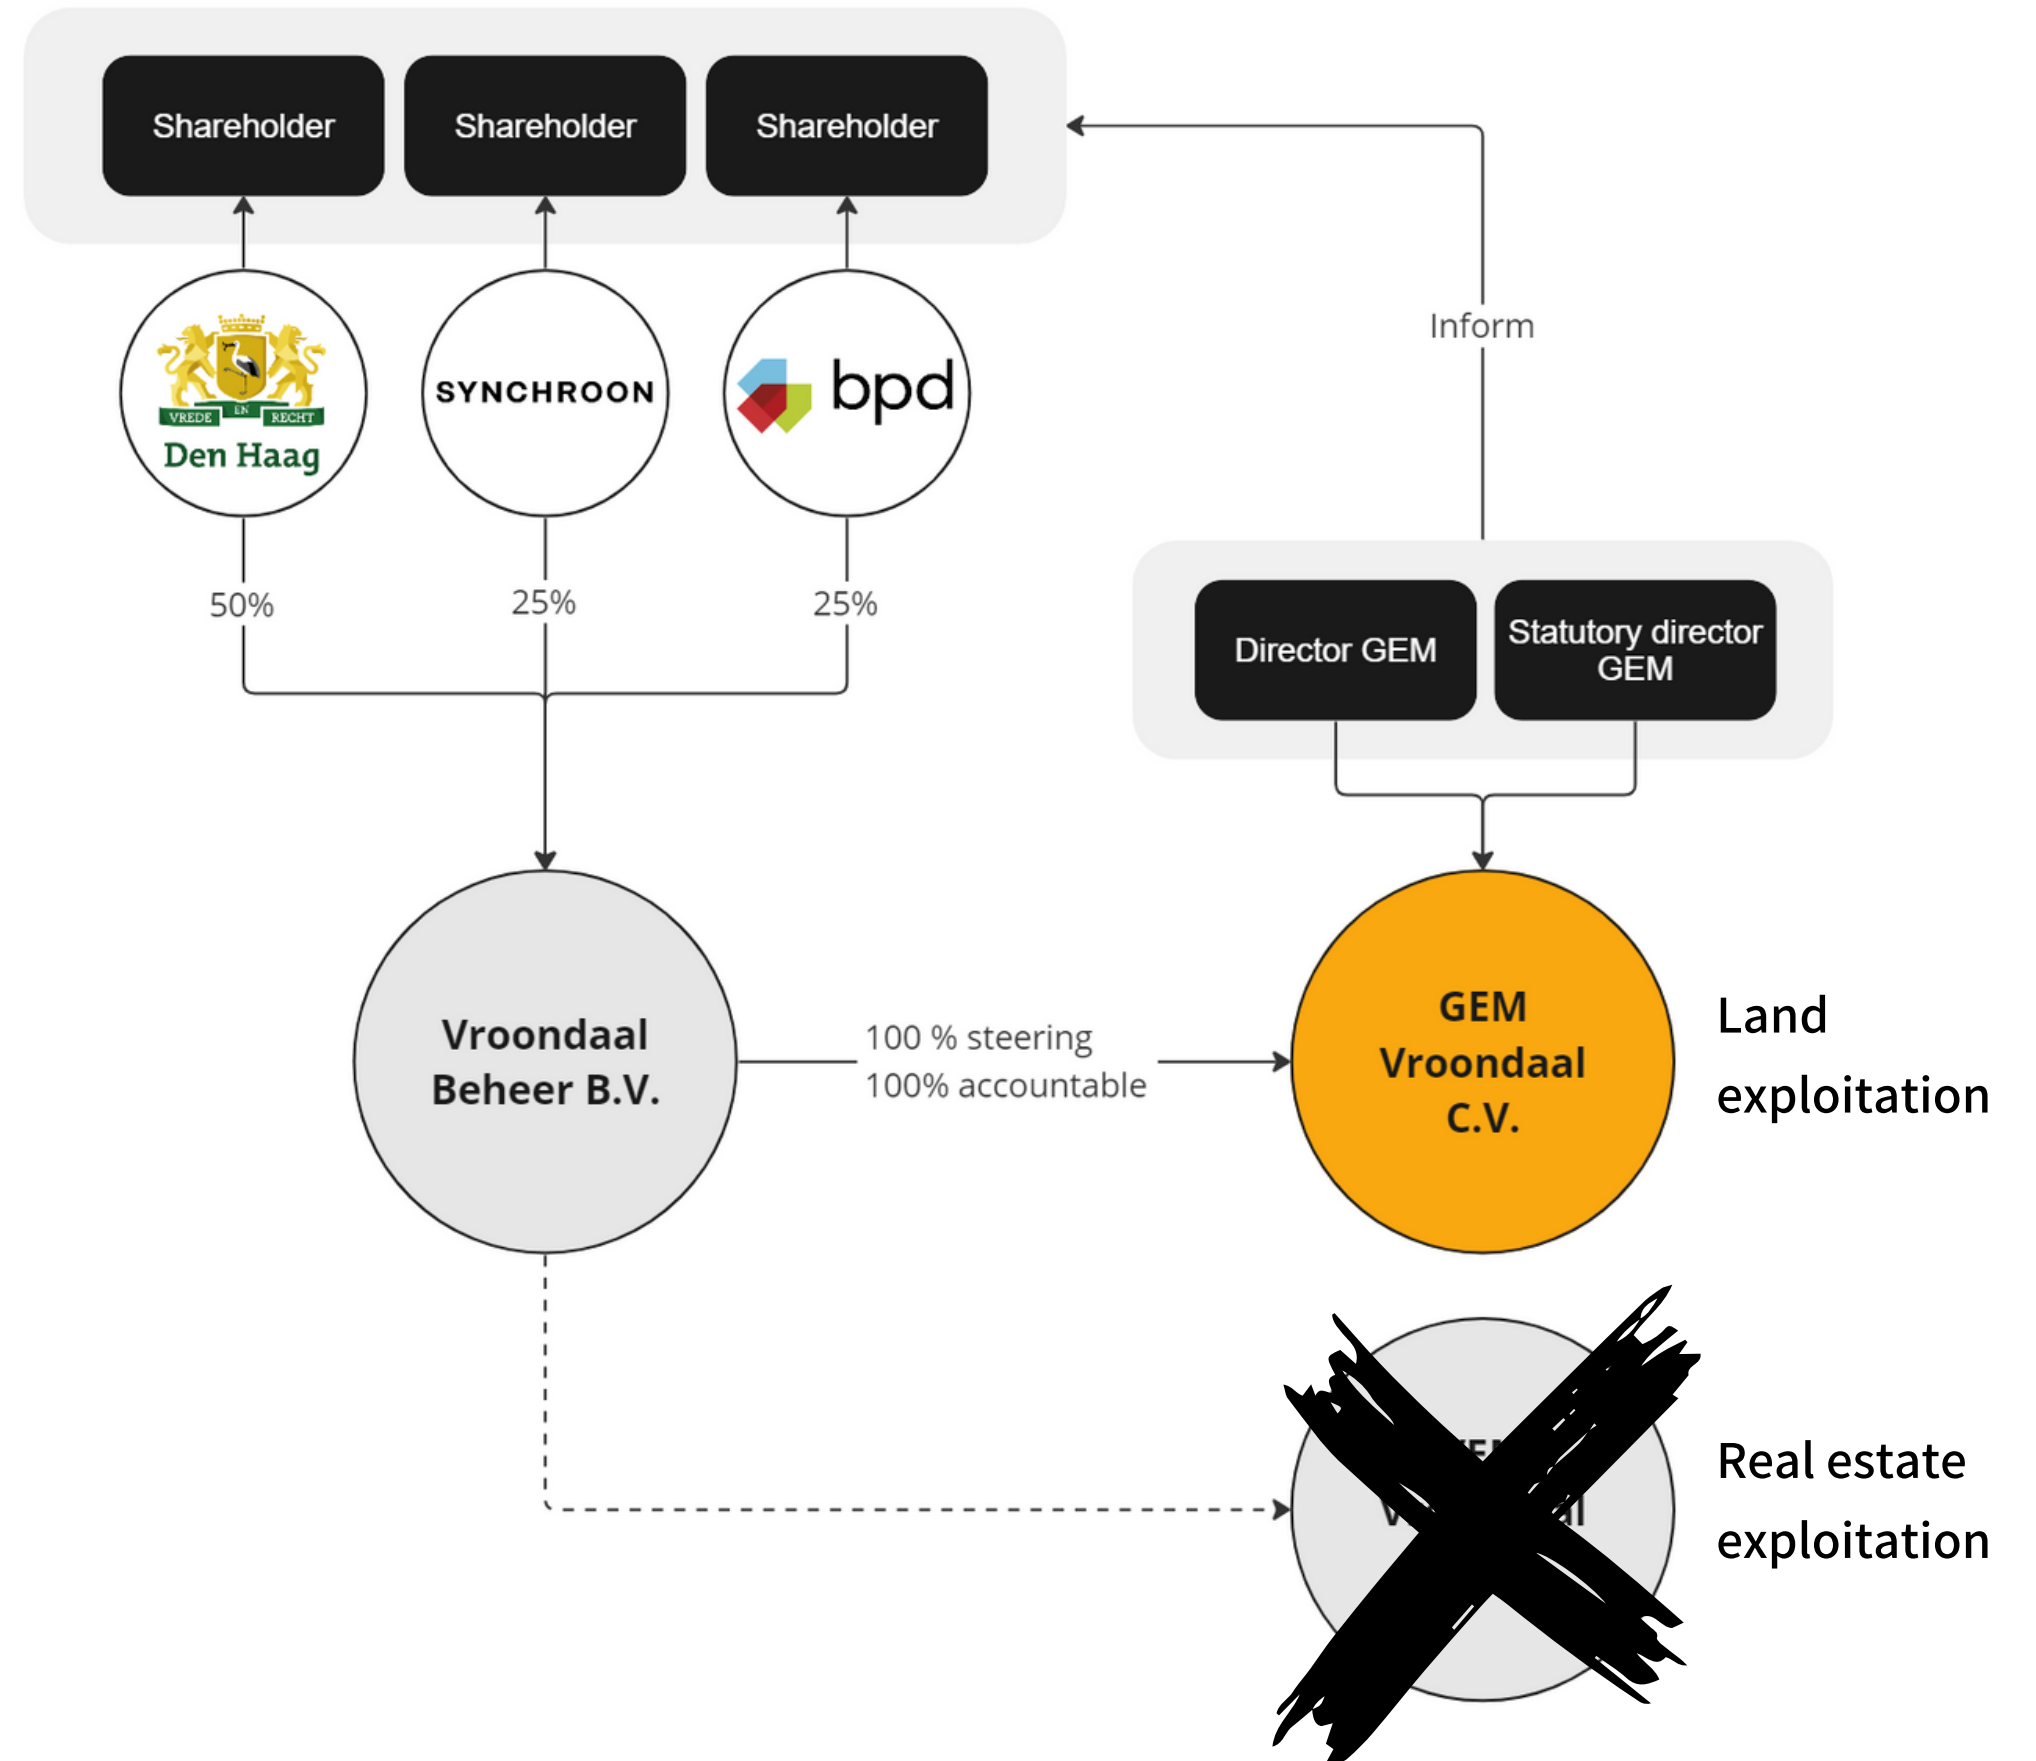 Shareholder
Shareholder
Shareholder
VREDE EN RECHT
Den Haag
SYNCHROON
bpd
Inform
50%
25%
25%
Director GEM
Statutory director
GEM
Vroondaal
Beheer B.V.
100 % steering
100% accountable
GEM
Vroondaal
C.V.
Land
exploitation
Real estate
exploitation